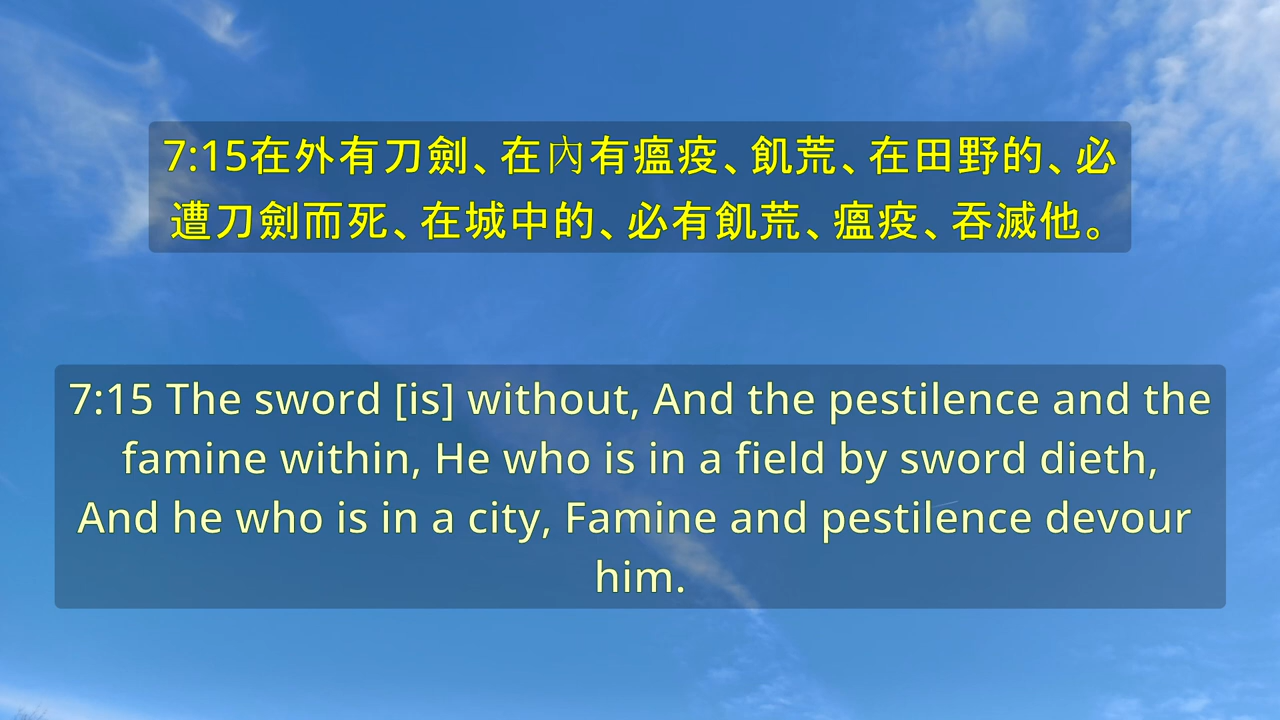 7:15在外有刀劍、在內有瘟疫、飢荒、在田野的、必
遭刀劍而死、在城中的、必有飢荒、瘟疫、吞滅他。
7:15 The sword [is] without, And the pestilence and the
famine within, He who is in a field by sword dieth,
And he who is in a city, Famine and pestilence devour
him.